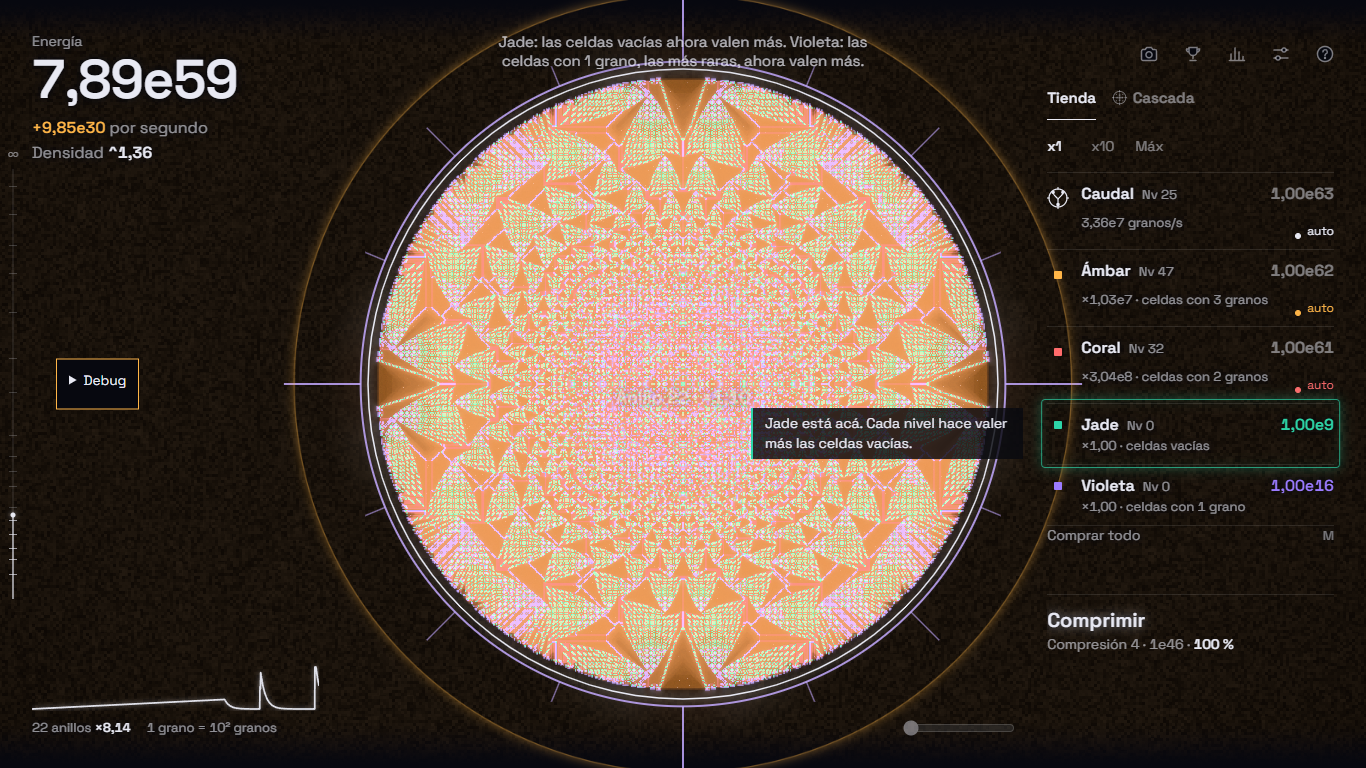 Energía
7,89e59
+9,85e30 por segundo
∞ Densidad ^1,36
Jade: las celdas vacías ahora valen más. Violeta: las
celdas con 1 grano, las más raras, ahora valen más.
Tienda
Cascada
x1 x10 Máx
Caudal Nv 25 1,00e63
3,36e7 granos/s
auto
Ámbar Nv 47 1,00e62
×1,03e7 · celdas con 3 granos
auto
Coral Nv 32 1,00e61
×3,04e8 · celdas con 2 granos
auto
Jade Nv 0 1,00e9
×1,00 · celdas vacías
Violeta Nv 0 1,00e16
×1,00 · celdas con 1 grano
Comprar todo M
Comprimir
Compresión 4 · 1e46 · 100 %
Debug
Jade está acá. Cada nivel hace valer
más las celdas vacías.
22 anillos ×8,14 1 grano = 10² granos